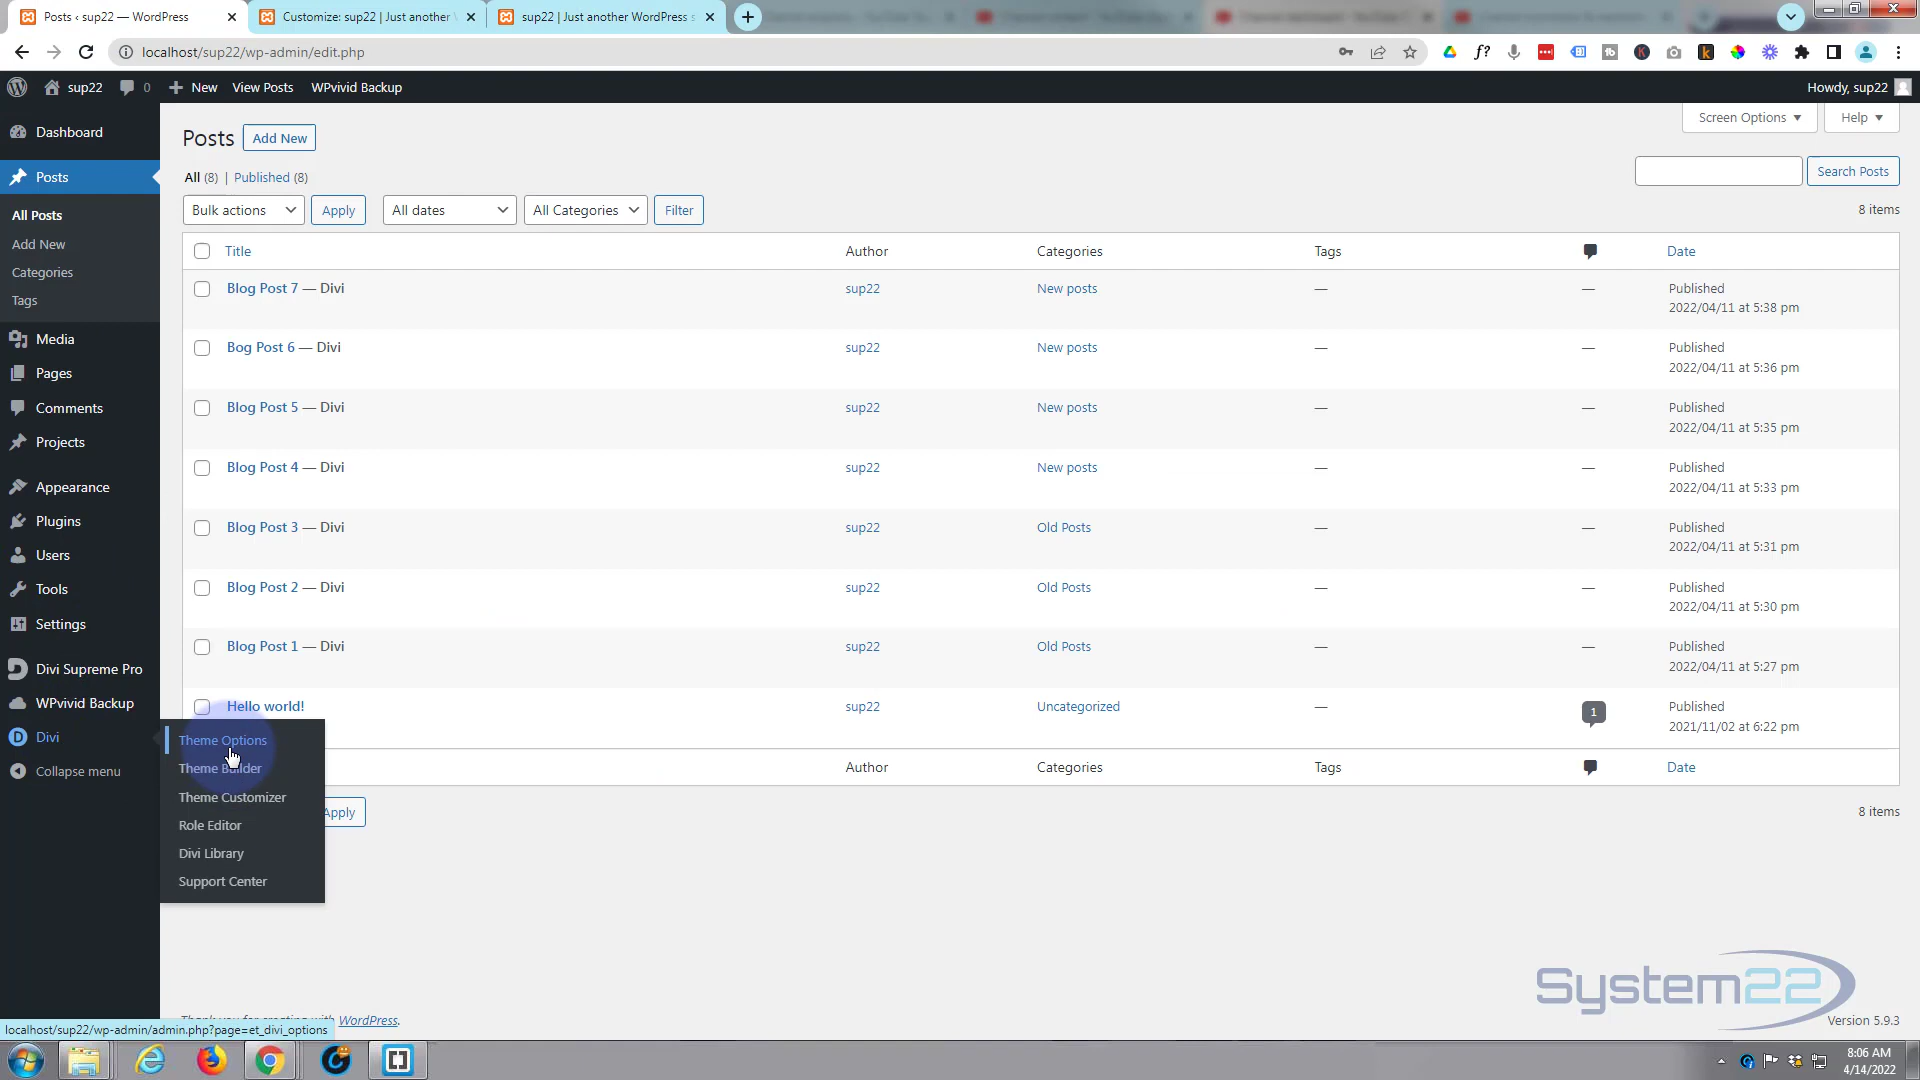 Posts ‹ sup22 — WordPress
Customize: sup22 | Just another
sup22 | Just another WordPress s
localhost/sup22/wp-admin/edit.php
sup22
0
New
View Posts
WPvivid Backup
Howdy, sup22
Dashboard
Posts
All Posts
Add New
Categories
Tags
Media
Pages
Comments
Projects
Appearance
Plugins
Users
Tools
Settings
Divi Supreme Pro
WPvivid Backup
Divi
Collapse menu
Theme Options
Theme Builder
Theme Customizer
Role Editor
Divi Library
Support Center
Posts
Add New
Screen Options
Help
All (8) | Published (8)
Search Posts
Bulk actions
Apply
All dates
All Categories
Filter
8 items
Title Author Categories Tags Date
Blog Post 7 — Divi sup22 New posts — — Published
2022/04/11 at 5:38 pm
Bog Post 6 — Divi sup22 New posts — — Published
2022/04/11 at 5:36 pm
Blog Post 5 — Divi sup22 New posts — — Published
2022/04/11 at 5:35 pm
Blog Post 4 — Divi sup22 New posts — — Published
2022/04/11 at 5:33 pm
Blog Post 3 — Divi sup22 Old Posts — — Published
2022/04/11 at 5:31 pm
Blog Post 2 — Divi sup22 Old Posts — — Published
2022/04/11 at 5:30 pm
Blog Post 1 — Divi sup22 Old Posts — — Published
2022/04/11 at 5:27 pm
Hello world! sup22 Uncategorized — 1 Published
2021/11/02 at 6:22 pm
Author Categories Tags Date
Apply
8 items
System22
Thank you for creating with WordPress.
Version 5.9.3
localhost/sup22/wp-admin/admin.php?page=et_divi_options
8:06 AM
4/14/2022